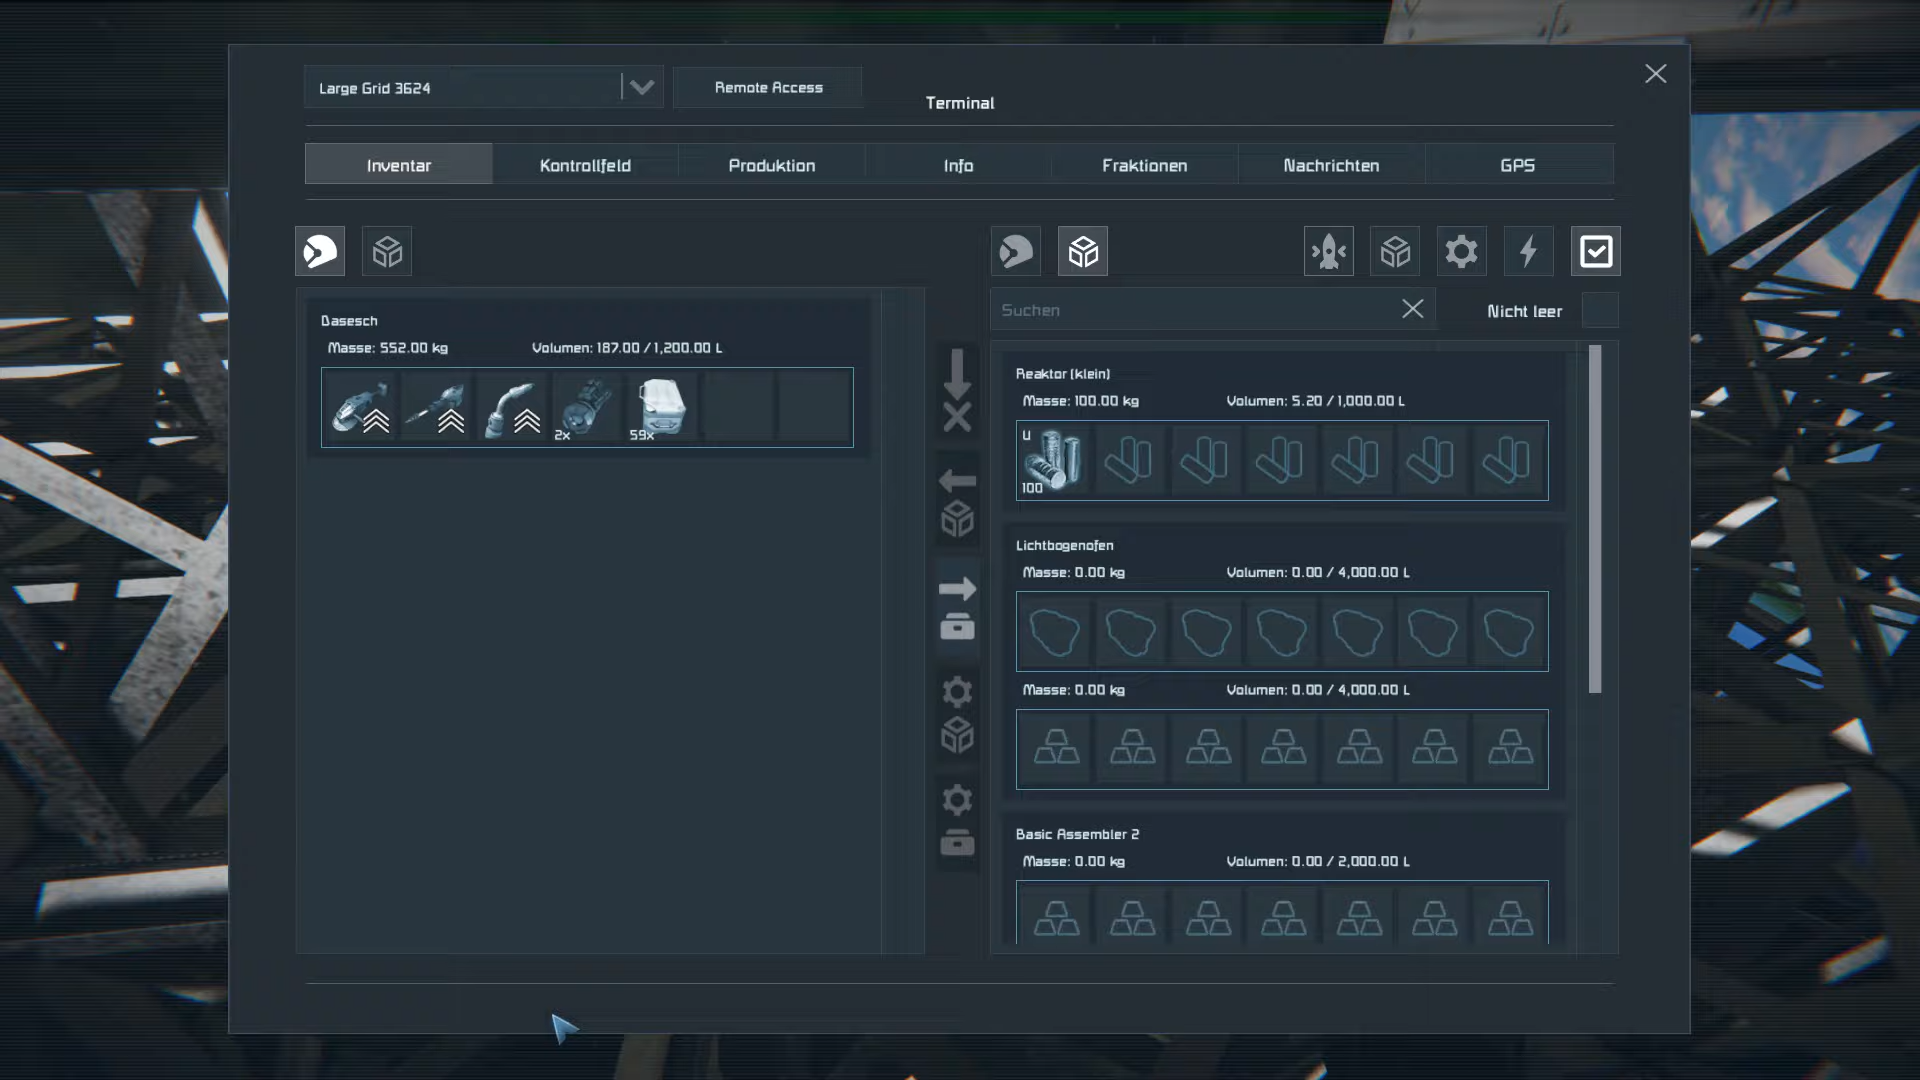 Large Grid 3624
Remote Access
Terminal
Inventar
Kontrollfeld
Produktion
Info
Fraktionen
Nachrichten
GPS
Basesch
Masse: 552.00 kg
Volumen: 187.00 / 1,200.00 L
2x
59x
Suchen
Nicht leer
Reaktor (klein)
Masse: 100.00 kg
Volumen: 5.20 / 1,000.00 L
U
100
Lichtbogenofen
Masse: 0.00 kg
Volumen: 0.00 / 4,000.00 L
Masse: 0.00 kg
Volumen: 0.00 / 4,000.00 L
Basic Assembler 2
Masse: 0.00 kg
Volumen: 0.00 / 2,000.00 L